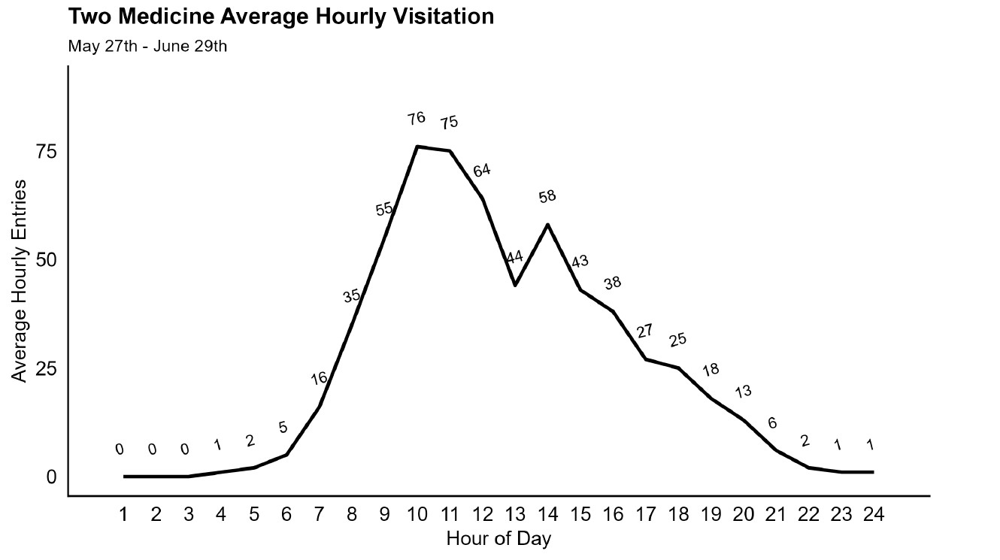 Two Medicine Average Hourly Visitation
May 27th - June 29th
Average Hourly Entries
75
50
25
0
0 0 0 1 2 5 16 35 55 76 75 64 44 58 43 38 27 25 18 13 6 2 1 1
1 2 3 4 5 6 7 8 9 10 11 12 13 14 15 16 17 18 19 20 21 22 23 24
Hour of Day